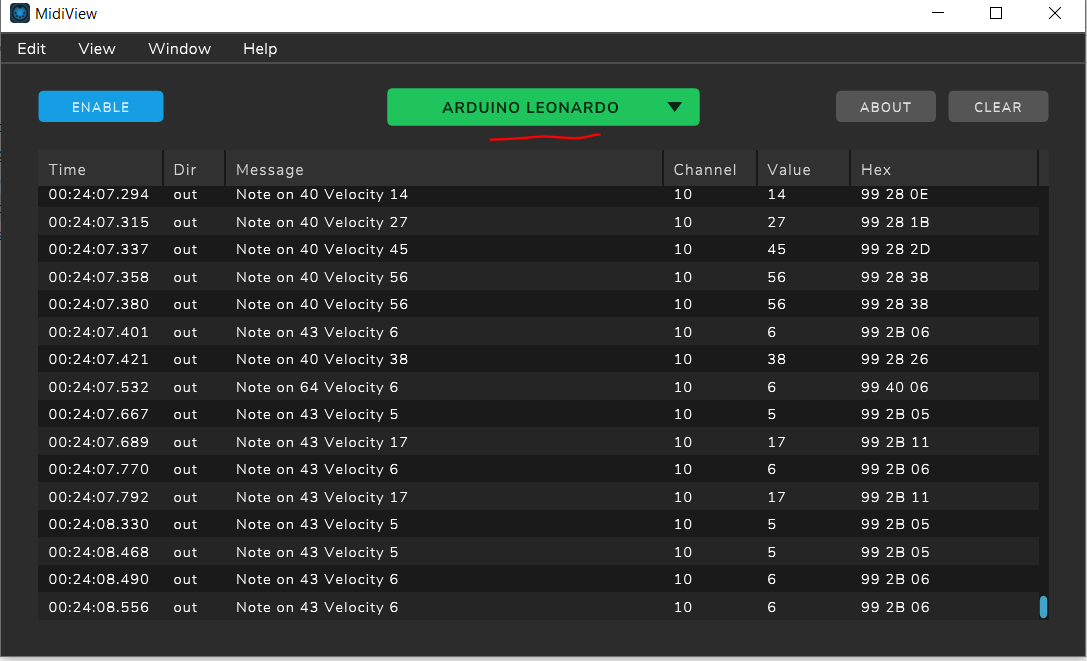 MidiView
Edit View Window Help
ENABLE ARDUINO LEONARDO ABOUT CLEAR
Time Dir Message Channel Value Hex
00:24:07.294 out Note on 40 Velocity 14 10 14 99 28 0E
00:24:07.315 out Note on 40 Velocity 27 10 27 99 28 1B
00:24:07.337 out Note on 40 Velocity 45 10 45 99 28 2D
00:24:07.358 out Note on 40 Velocity 56 10 56 99 28 38
00:24:07.380 out Note on 40 Velocity 56 10 56 99 28 38
00:24:07.401 out Note on 43 Velocity 6 10 6 99 2B 06
00:24:07.421 out Note on 40 Velocity 38 10 38 99 28 26
00:24:07.532 out Note on 64 Velocity 6 10 6 99 40 06
00:24:07.667 out Note on 43 Velocity 5 10 5 99 2B 05
00:24:07.689 out Note on 43 Velocity 17 10 17 99 2B 11
00:24:07.770 out Note on 43 Velocity 6 10 6 99 2B 06
00:24:07.792 out Note on 43 Velocity 17 10 17 99 2B 11
00:24:08.330 out Note on 43 Velocity 5 10 5 99 2B 05
00:24:08.468 out Note on 43 Velocity 5 10 5 99 2B 05
00:24:08.490 out Note on 43 Velocity 6 10 6 99 2B 06
00:24:08.556 out Note on 43 Velocity 6 10 6 99 2B 06